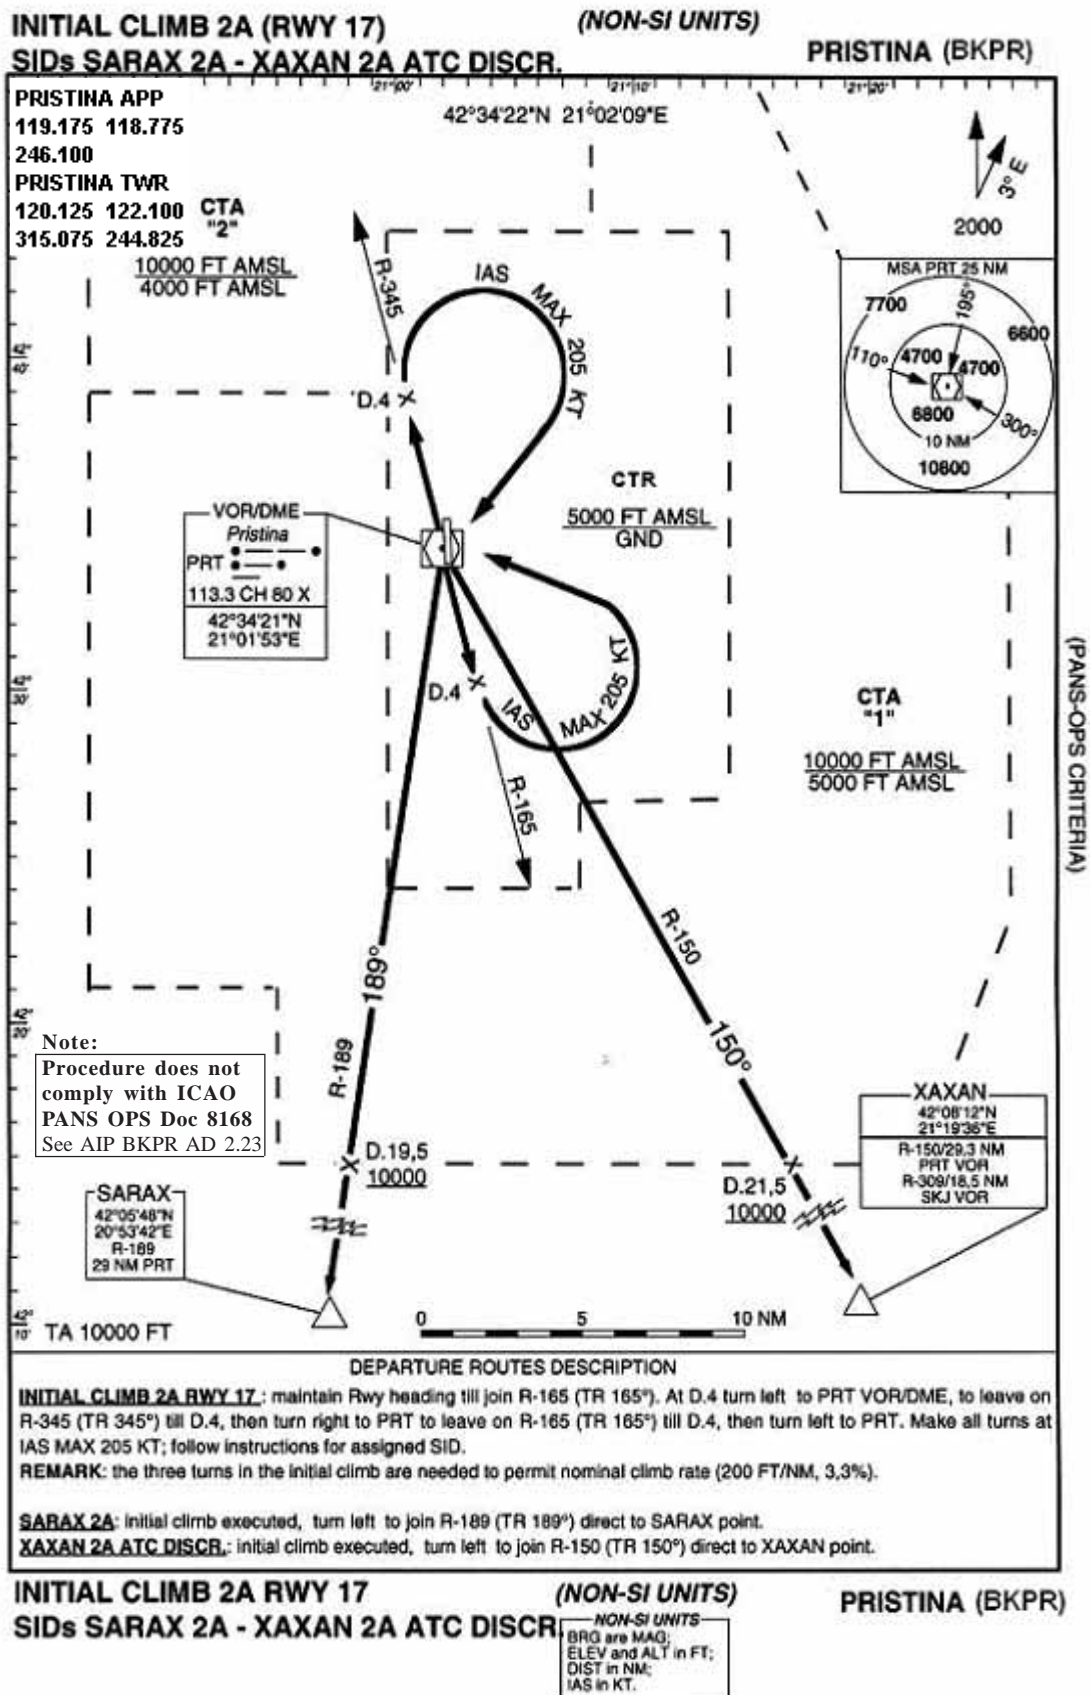 INITIAL CLIMB 2A (RWY 17)
(NON-SI UNITS)
SIDs SARAX 2A - XAXAN 2A ATC DISCR.
PRISTINA (BKPR)
21°00'
21°10'
21°20'
PRISTINA APP
119.175 118.775
246.100
PRISTINA TWR
120.125 122.100
315.075 244.825
42°34'22"N 21°02'09"E
3° E
2000
CTA
"2"
10000 FT AMSL
4000 FT AMSL
R-345
IAS MAX 205 KT
MSA PRT 25 NM
7700
195°
6600
110°
4700
4700
6800
300°
10 NM
10800
42°
40'
D.4
CTR
5000 FT AMSL
GND
VOR/DME
Pristina
PRT
113.3 CH 80 X
42°34'21"N
21°01'53"E
42°
30'
D.4
IAS MAX 205 KT
R-165
CTA
"1"
10000 FT AMSL
5000 FT AMSL
(PANS-OPS CRITERIA)
R-150
189°
150°
42°
20'
R-189
Note:
Procedure does not
comply with ICAO
PANS OPS Doc 8168
See AIP BKPR AD 2.23
XAXAN
42°08'12"N
21°19'36"E
R-150/29,3 NM
PRT VOR
R-309/18,5 NM
SKJ VOR
D.19,5
10000
D.21,5
10000
SARAX
42°05'48"N
20°53'42"E
R-189
29 NM PRT
42°
10'
TA 10000 FT
0 5 10 NM
DEPARTURE ROUTES DESCRIPTION
INITIAL CLIMB 2A RWY 17 : maintain Rwy heading till join R-165 (TR 165°). At D.4 turn left to PRT VOR/DME, to leave on
R-345 (TR 345°) till D.4, then turn right to PRT to leave on R-165 (TR 165°) till D.4, then turn left to PRT. Make all turns at
IAS MAX 205 KT; follow instructions for assigned SID.
REMARK: the three turns in the initial climb are needed to permit nominal climb rate (200 FT/NM, 3,3%).
SARAX 2A: initial climb executed, turn left to join R-189 (TR 189°) direct to SARAX point.
XAXAN 2A ATC DISCR.: initial climb executed, turn left to join R-150 (TR 150°) direct to XAXAN point.
INITIAL CLIMB 2A RWY 17
(NON-SI UNITS)
PRISTINA (BKPR)
SIDs SARAX 2A - XAXAN 2A ATC DISCR.
NON-SI UNITS
BRG are MAG;
ELEV and ALT in FT;
DIST in NM;
IAS in KT.